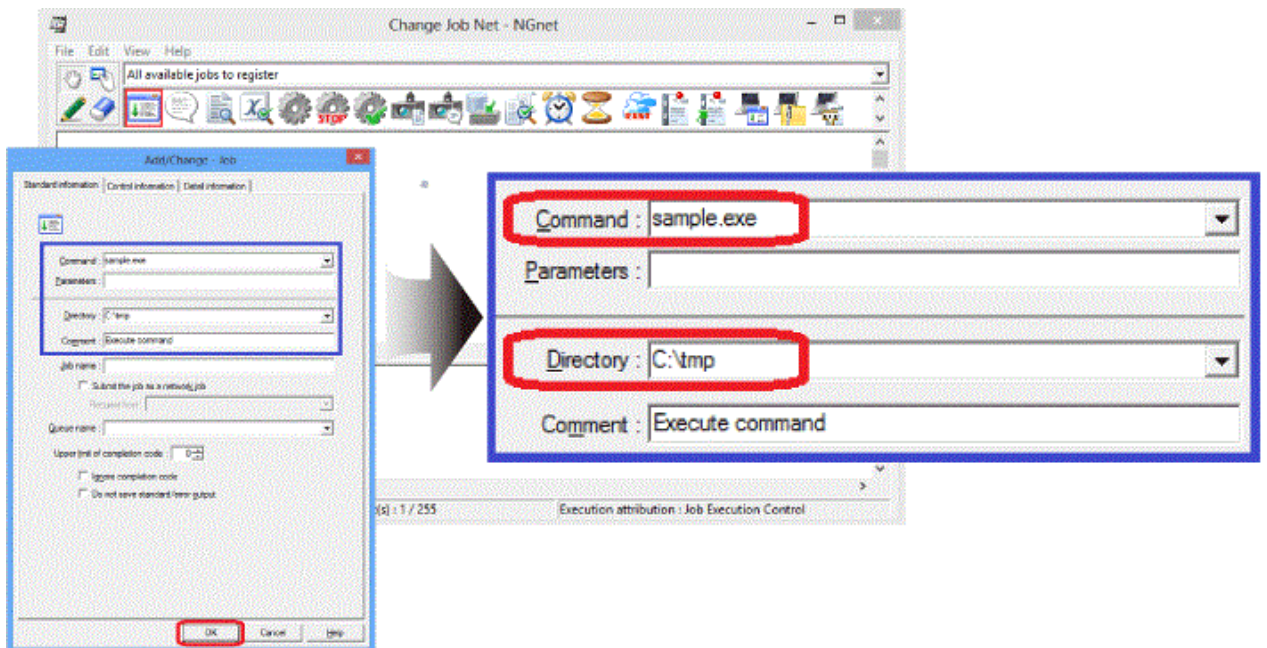 Change Job Net - NGnet
File Edit View Help
All available jobs to register
STOP
Add/Change - Job
Standard information Control information Detail information
Command : sample.exe
Parameters :
Directory : C:\tmp
Comment : Execute command
Job name :
Submit the job as a network job
Request host :
Queue name :
Upper limit of completion code : 0
Ignore completion code
Do not save standard/error output
OK Cancel Help
Command : sample.exe
Parameters :
Directory : C:\tmp
Comment : Execute command
(s) : 1 / 255
Execution attribution : Job Execution Control